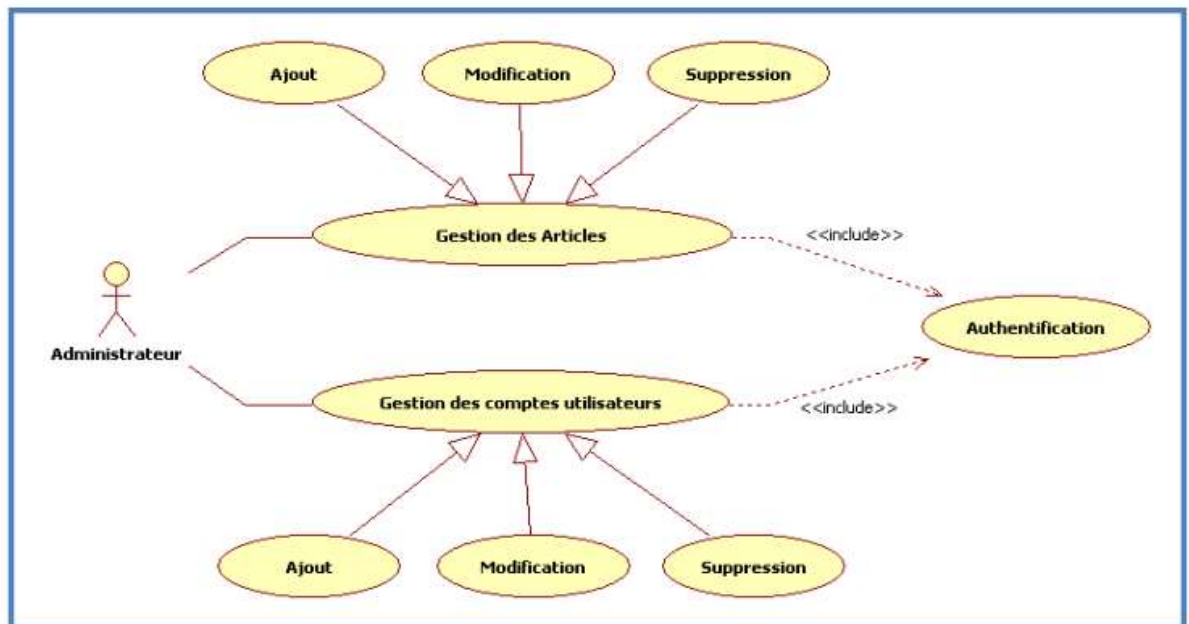 Ajout
Modification
Suppression
Gestion des Articles
<<include>>
Administrateur
Authentification
Gestion des comptes utilisateurs
<<include>>
Ajout
Modification
Suppression